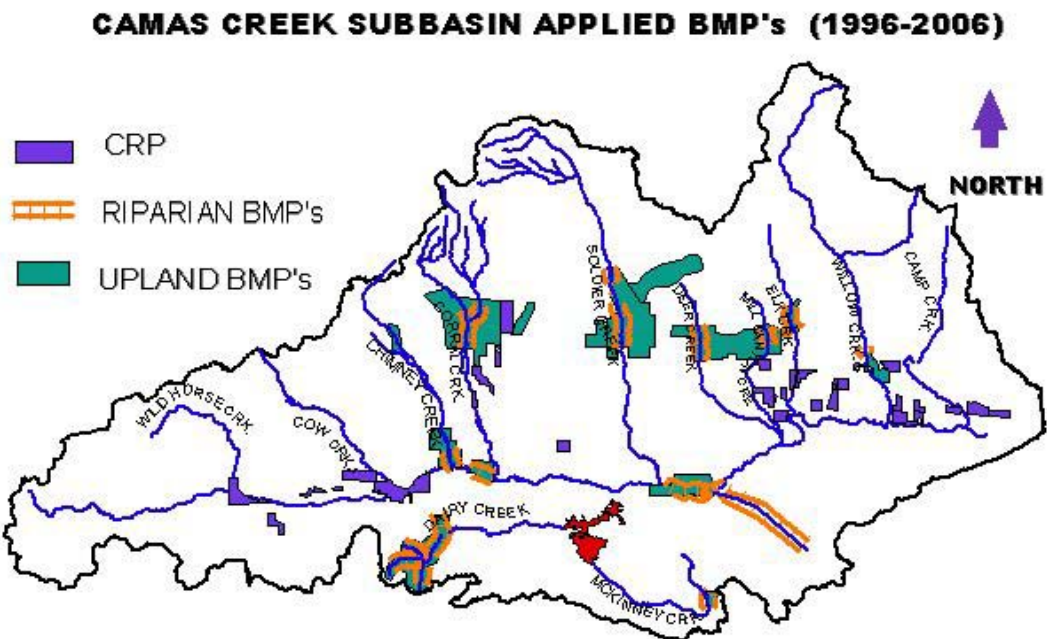 CAMAS CREEK SUBBASIN APPLIED BMP's (1996-2006)
CRP
RIPARIAN BMP's
UPLAND BMP's
NORTH
SOLDIER CREEK
DEER CREEK
ELK CRK.
WILLOW CRK.
CAMP CRK.
CORRAL CRK.
CHIMNEY CREEK
WLD HORSE CRK.
COW CRK.
DAIRY CREEK
MCKINNEY CRK.